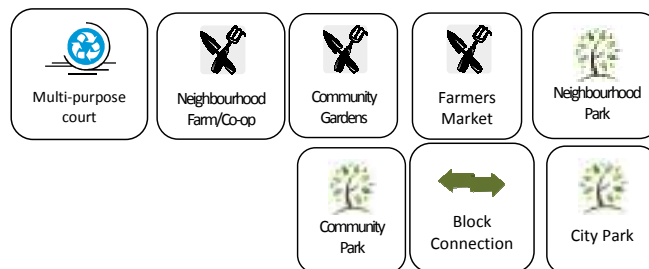 Multi-purpose
court
Neighbourhood
Farm/Co-op
Community
Gardens
Farmers
Market
Neighbourhood
Park
Community
Park
Block
Connection
City Park